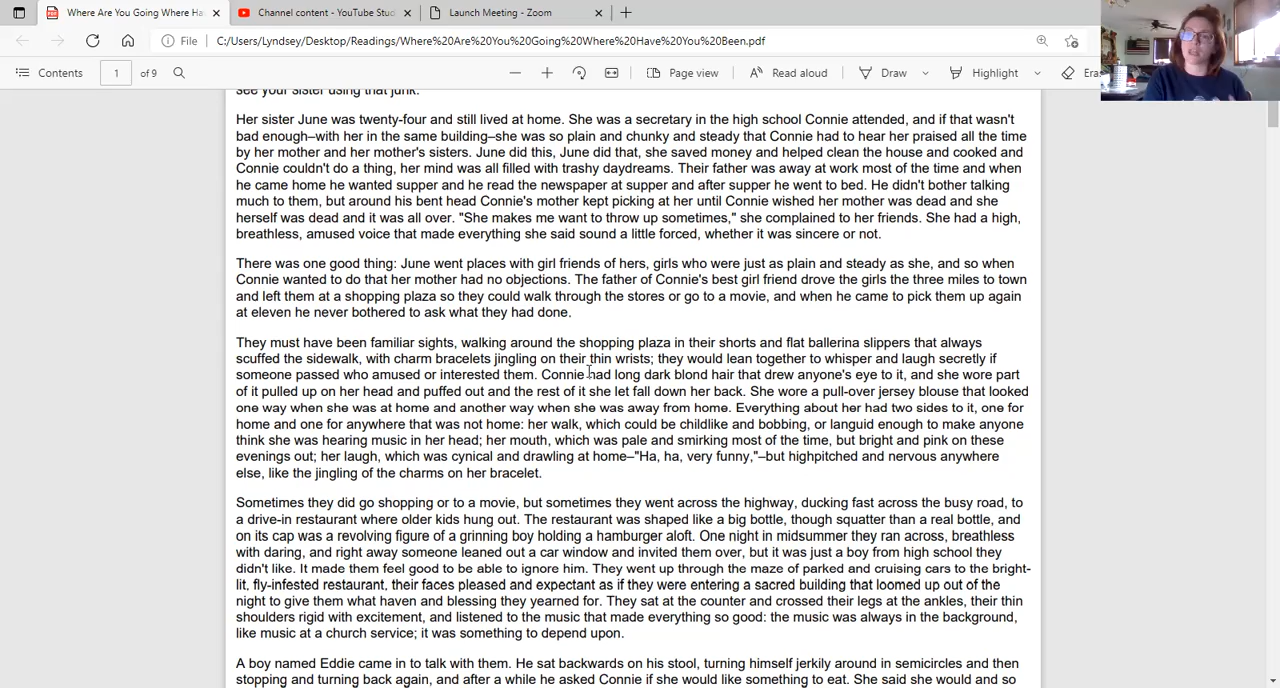 Where Are You Going Where Ha
Channel content - YouTube Stud
Launch Meeting - Zoom
File
C:/Users/Lyndsey/Desktop/Readings/Where%20Are%20You%20Going%20Where%20Have%20You%20Been.pdf
Contents
1
of 9
Page view
Read aloud
Draw
Highlight
Era
see your sister using that junk."
Her sister June was twenty-four and still lived at home. She was a secretary in the high school Connie attended, and if that wasn't
bad enough—with her in the same building—she was so plain and chunky and steady that Connie had to hear her praised all the time
by her mother and her mother's sisters. June did this, June did that, she saved money and helped clean the house and cooked and
Connie couldn't do a thing, her mind was all filled with trashy daydreams. Their father was away at work most of the time and when
he came home he wanted supper and he read the newspaper at supper and after supper he went to bed. He didn't bother talking
much to them, but around his bent head Connie's mother kept picking at her until Connie wished her mother was dead and she
herself was dead and it was all over. "She makes me want to throw up sometimes," she complained to her friends. She had a high,
breathless, amused voice that made everything she said sound a little forced, whether it was sincere or not.
There was one good thing: June went places with girl friends of hers, girls who were just as plain and steady as she, and so when
Connie wanted to do that her mother had no objections. The father of Connie's best girl friend drove the girls the three miles to town
and left them at a shopping plaza so they could walk through the stores or go to a movie, and when he came to pick them up again
at eleven he never bothered to ask what they had done.
They must have been familiar sights, walking around the shopping plaza in their shorts and flat ballerina slippers that always
scuffed the sidewalk, with charm bracelets jingling on their thin wrists; they would lean together to whisper and laugh secretly if
someone passed who amused or interested them. Connie had long dark blond hair that drew anyone's eye to it, and she wore part
of it pulled up on her head and puffed out and the rest of it she let fall down her back. She wore a pull-over jersey blouse that looked
one way when she was at home and another way when she was away from home. Everything about her had two sides to it, one for
home and one for anywhere that was not home: her walk, which could be childlike and bobbing, or languid enough to make anyone
think she was hearing music in her head; her mouth, which was pale and smirking most of the time, but bright and pink on these
evenings out; her laugh, which was cynical and drawling at home—"Ha, ha, very funny,"—but highpitched and nervous anywhere
else, like the jingling of the charms on her bracelet.
Sometimes they did go shopping or to a movie, but sometimes they went across the highway, ducking fast across the busy road, to
a drive-in restaurant where older kids hung out. The restaurant was shaped like a big bottle, though squatter than a real bottle, and
on its cap was a revolving figure of a grinning boy holding a hamburger aloft. One night in midsummer they ran across, breathless
with daring, and right away someone leaned out a car window and invited them over, but it was just a boy from high school they
didn't like. It made them feel good to be able to ignore him. They went up through the maze of parked and cruising cars to the bright-
lit, fly-infested restaurant, their faces pleased and expectant as if they were entering a sacred building that loomed up out of the
night to give them what haven and blessing they yearned for. They sat at the counter and crossed their legs at the ankles, their thin
shoulders rigid with excitement, and listened to the music that made everything so good: the music was always in the background,
like music at a church service; it was something to depend upon.
A boy named Eddie came in to talk with them. He sat backwards on his stool, turning himself jerkily around in semicircles and then
stopping and turning back again, and after a while he asked Connie if she would like something to eat. She said she would and so